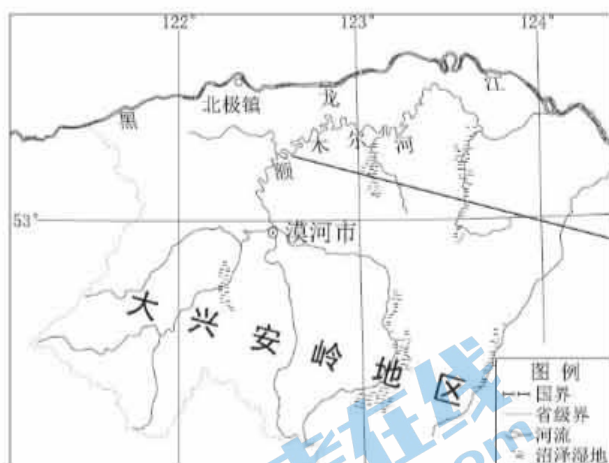 122° 123° 124°
北极镇
黑 龙 江
额 木 尔 河
53°
漠河市
大兴安岭地区
图例
国界
省级界
河流
沼泽湿地